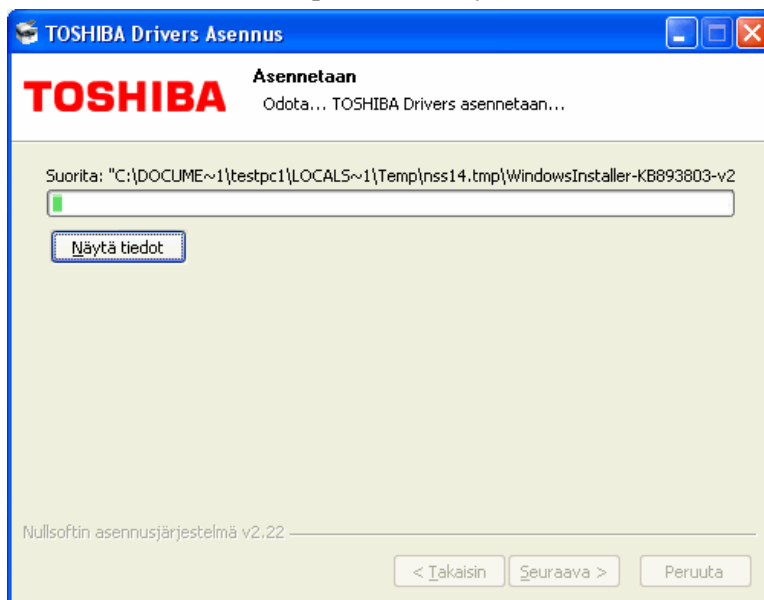 TOSHIBA Drivers Asennus
TOSHIBA
Asennetaan
Odota... TOSHIBA Drivers asennetaan...
Suorita: "C:\DOCUME~1\testpc1\LOCALS~1\Temp\nss14.tmp\WindowsInstaller-KB893803-v2
Näytä tiedot
Nullsoftin asennusjärjestelmä v2.22
< Takaisin
Seuraava >
Peruuta